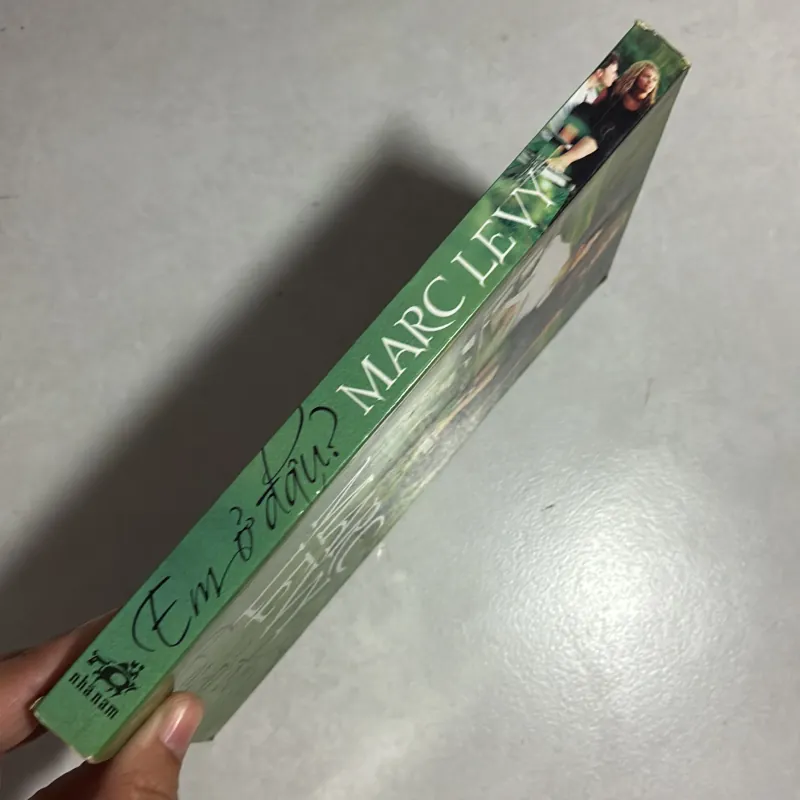 MARC LEVY
Em ở đâu?
nhã nam